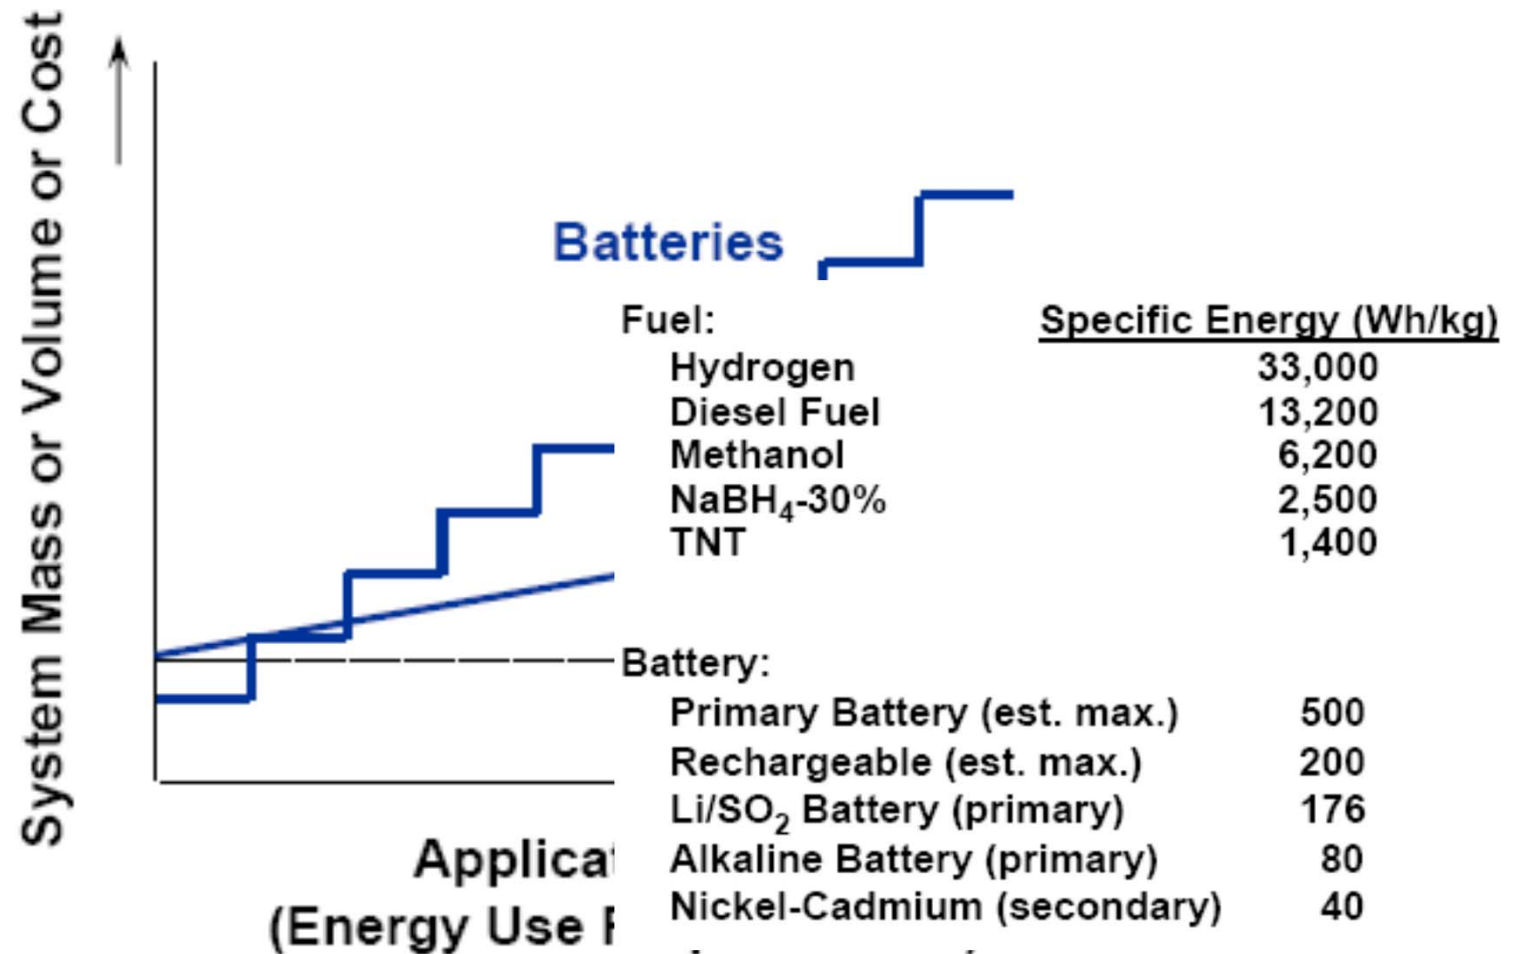 System Mass or Volume or Cost
Batteries
Fuel: Specific Energy (Wh/kg)
Hydrogen 33,000
Diesel Fuel 13,200
Methanol 6,200
NaBH4-30% 2,500
TNT 1,400
Battery:
Primary Battery (est. max.) 500
Rechargeable (est. max.) 200
Li/SO2 Battery (primary) 176
Alkaline Battery (primary) 80
Nickel-Cadmium (secondary) 40
(Energy Use